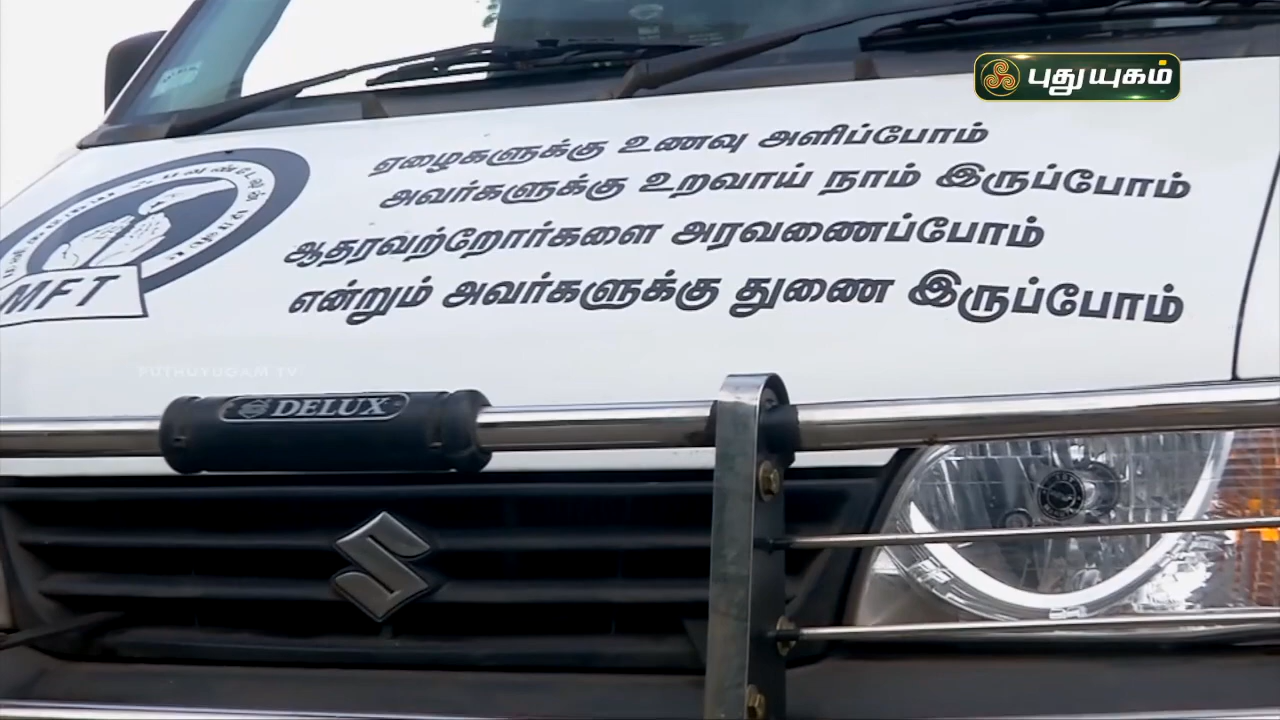 புதுயுகம்
ஏழைகளுக்கு உணவு அளிப்போம்
அவர்களுக்கு உறவாய் நாம் இருப்போம்
ஆதரவற்றோர்களை அரவணைப்போம்
என்றும் அவர்களுக்கு துணை இருப்போம்
MFT
PUTHUYUGAM TV
DELUX